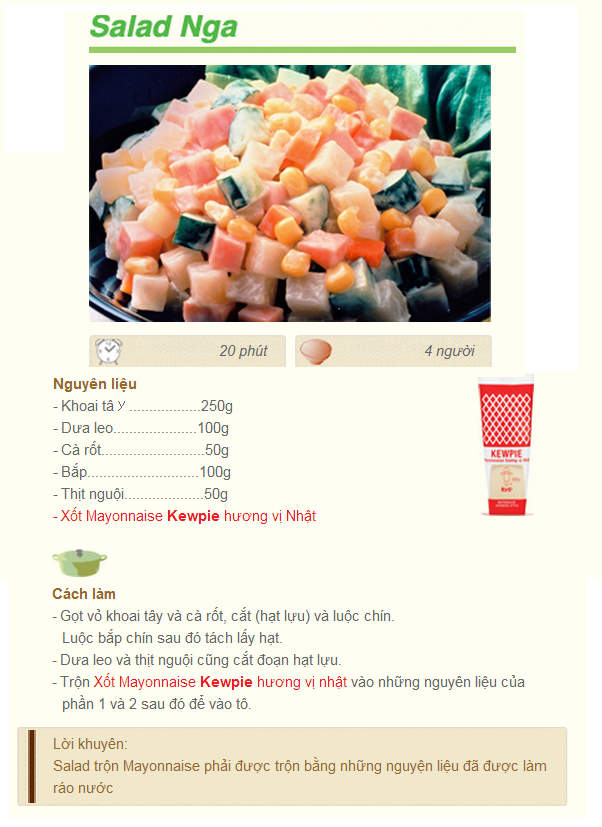 Salad Nga
20 phút
4 người
Nguyên liệu
- Khoai tâ ソ ..................250g
- Dưa leo.....................100g
- Cà rốt..........................50g
- Bắp............................100g
- Thịt nguội....................50g
- Xốt Mayonnaise Kewpie hương vị Nhật
KEWPIE
Cách làm
- Gọt vỏ khoai tây và cà rốt, cắt (hạt lựu) và luộc chín.
Luộc bắp chín sau đó tách lấy hạt.
- Dưa leo và thịt nguội cũng cắt đoạn hạt lựu.
- Trộn Xốt Mayonnaise Kewpie hương vị nhật vào những nguyên liệu của
phần 1 và 2 sau đó để vào tô.
Lời khuyên:
Salad trộn Mayonnaise phải được trộn bằng những nguyện liệu đã được làm
ráo nước